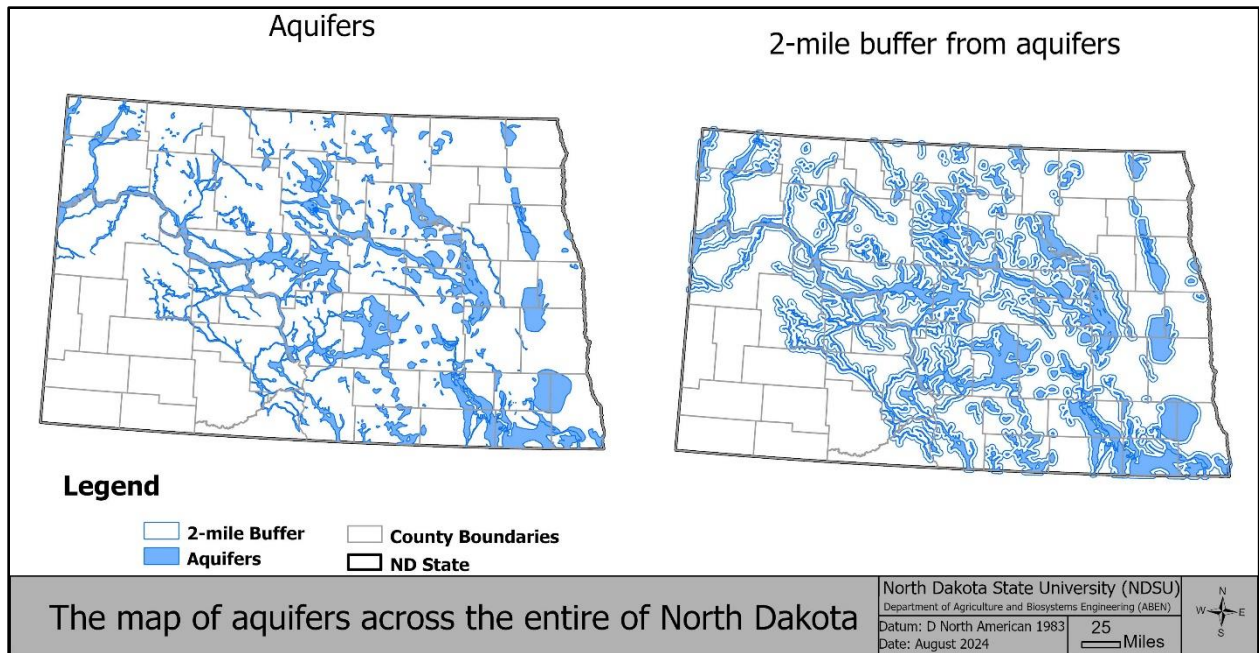 Aquifers
2-mile buffer from aquifers
Legend
2-mile Buffer
Aquifers
County Boundaries
ND State
The map of aquifers across the entire of North Dakota
North Dakota State University (NDSU)
Department of Agriculture and Biosystems Engineering (ABEN)
Datum: D North American 1983
Date: August 2024
25
Miles
N
W
E
S